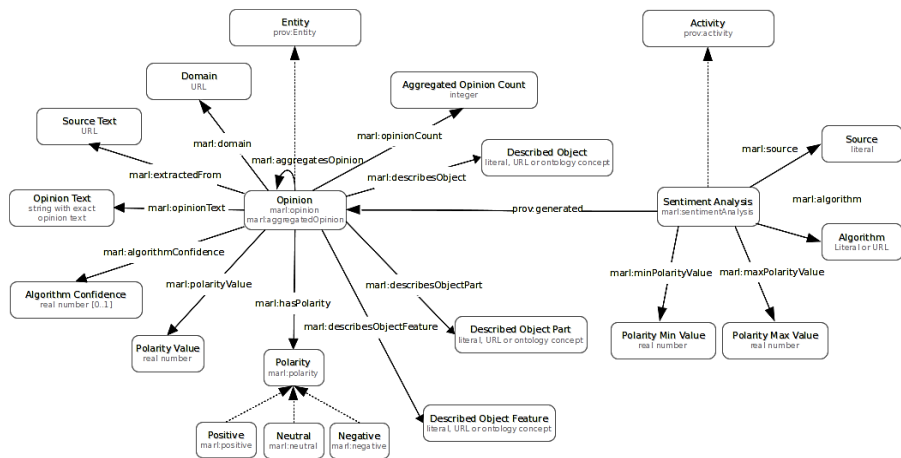 Entity
prov:Entity
Activity
prov:activity
Domain
URL
Aggregated Opinion Count
integer
Source Text
URL
marl:domain
marl:opinionCount
marl:aggregatesOpinion
Described Object
literal, URL or ontology concept
marl:source
Source
literal
marl:extractedFrom
marl:describesObject
Opinion Text
string with exact
opinion text
marl:opinionText
Opinion
marl:opinion
marl:aggregatedOpinion
prov:generated
Sentiment Analysis
marl:sentimentAnalysis
marl:algorithm
Algorithm
Literal or URL
marl:algorithmConfidence
marl:minPolarityValue
marl:maxPolarityValue
Algorithm Confidence
real number [0..1]
marl:polarityValue
marl:describesObjectPart
marl:hasPolarity
marl:describesObjectFeature
Polarity Value
real number
Described Object Part
literal, URL or ontology concept
Polarity Min Value
real number
Polarity Max Value
real number
Polarity
marl:polarity
Described Object Feature
literal, URL or ontology concept
Positive
marl:positive
Neutral
marl:neutral
Negative
marl:negative